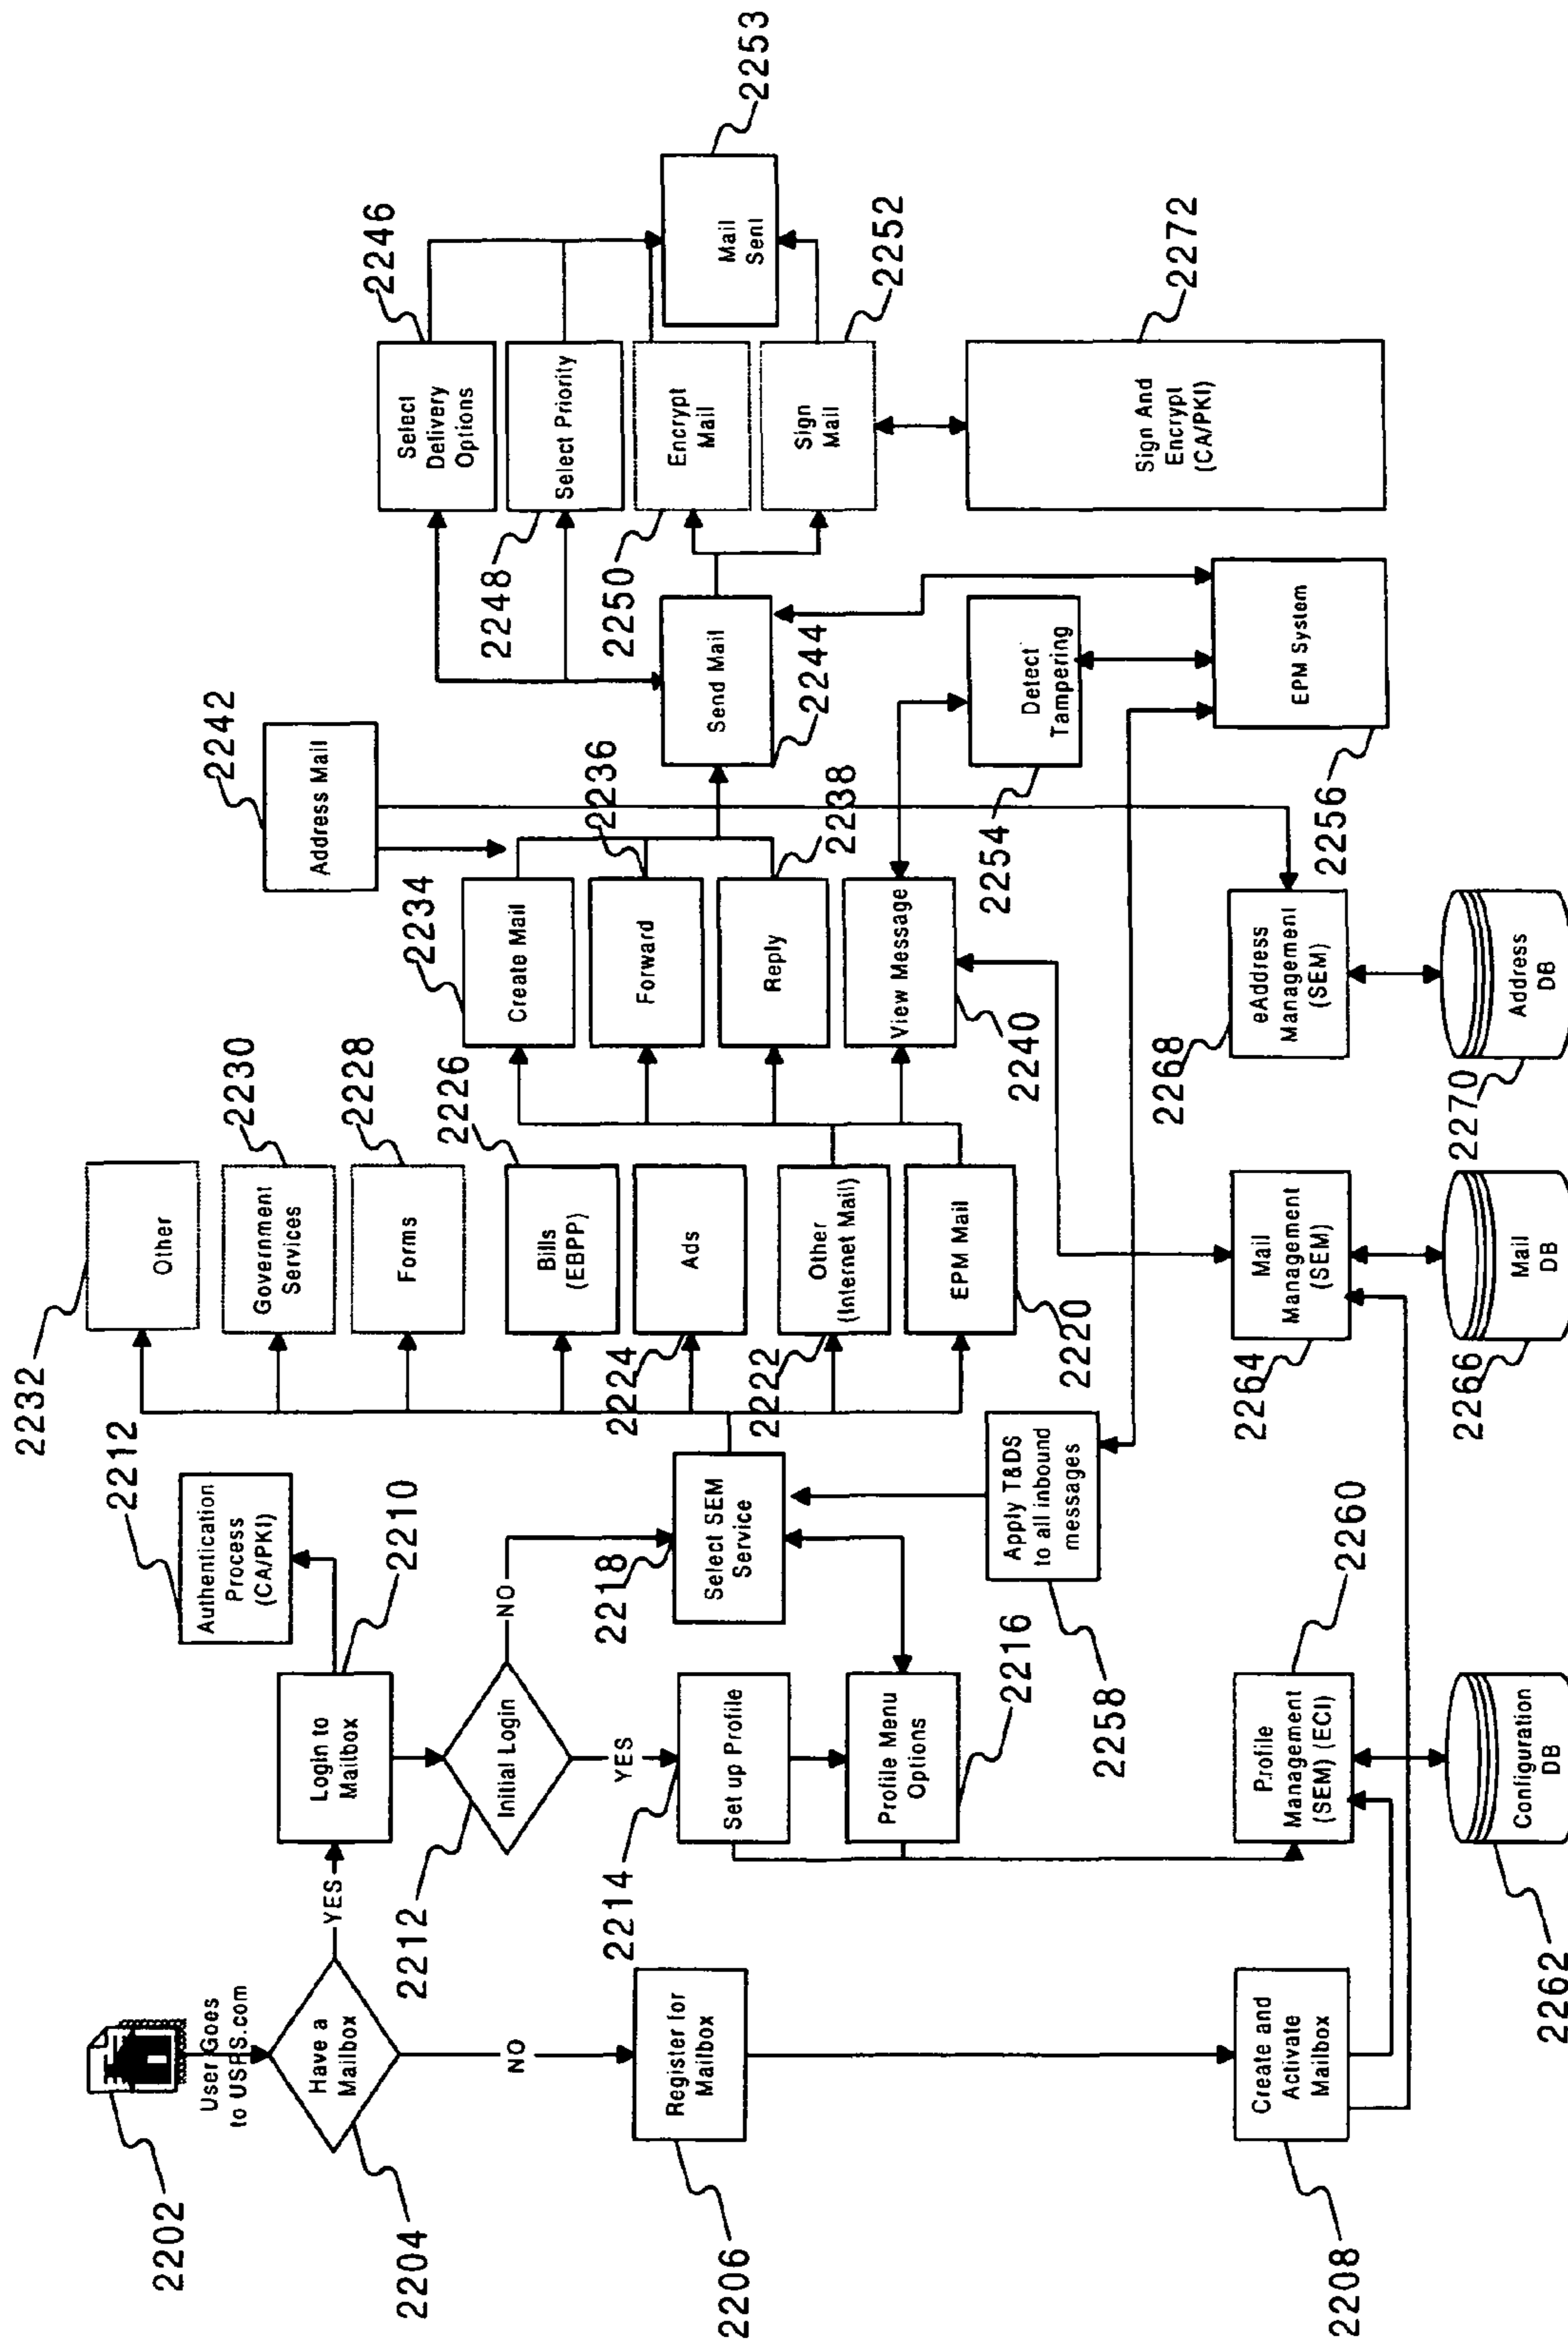 2202
User Goes
to USPS.com
2204
Have a
Mailbox
YES
NO
2206
Register for
Mailbox
2208
Create and
Activate
Mailbox
2212
Authentication
Process
(CA/PKI)
2210
Login to
Mailbox
2212
Initial Login
NO
YES
2214
Set up Profile
2216
Profile Menu
Options
2218
Select SEM
Service
2258
Apply T&DS
to all inbound
messages
2260
Profile
Management
(SEM) (ECI)
2262
Configuration
DB
2232
Other
2230
Government
Services
2228
Forms
2226
Bills
(EBPP)
2224
Ads
2222
Other
(Internet Mail)
2220
EPM Mail
2264
Mail
Management
(SEM)
2266
Mail
DB
2242
Address Mail
2234
Create Mail
2236
Forward
2238
Reply
2240
View Message
2268
eAddress
Management
(SEM)
2270
Address
DB
2244
Send Mail
2254
Detect
Tampering
2256
EPM System
2246
Select
Delivery
Options
2248
Select Priority
2250
Encrypt
Mail
2252
Sign
Mail
2253
Mail
Sent
2272
Sign And
Encrypt
(CA/PKI)